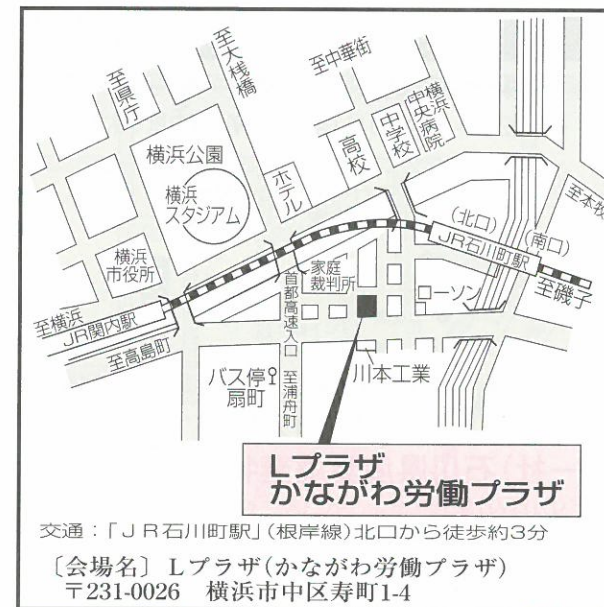 至県庁
至大桟橋
至中華街
横浜公園
横浜
スタジアム
ホテル
高校
中学校
横浜
中央病院
至本牧
(北口)
(南口)
JR石川町駅
至磯子
横浜
市役所
家庭
裁判所
ローソン
首都高速入口
至横浜
JR関内駅
至高島町
バス停
扇町
至浦舟町
川本工業
Lプラザ
かながわ労働プラザ
交通:「JR石川町駅」(根岸線)北口から徒歩約3分
〔会場名〕Lプラザ(かながわ労働プラザ)
〒231-0026 横浜市中区寿町1-4